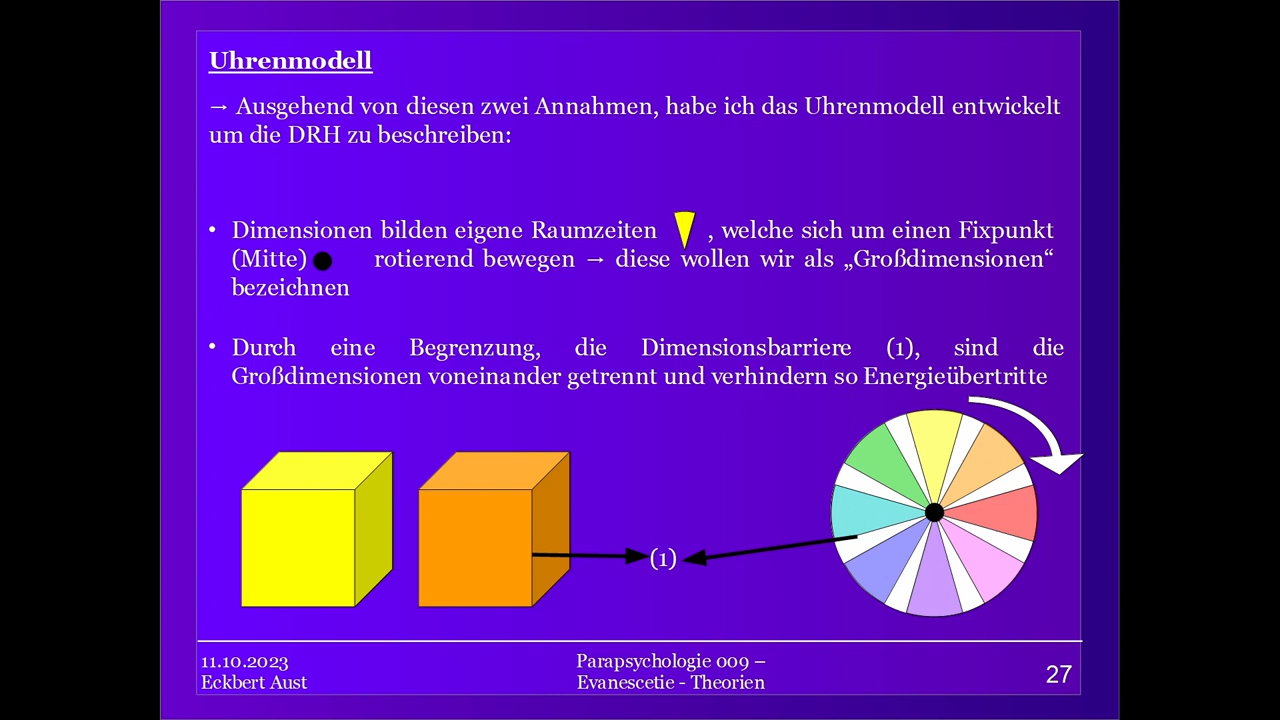 Uhrenmodell
→ Ausgehend von diesen zwei Annahmen, habe ich das Uhrenmodell entwickelt
um die DRH zu beschreiben:
• Dimensionen bilden eigene Raumzeiten , welche sich um einen Fixpunkt
(Mitte) rotierend bewegen → diese wollen wir als „Großdimensionen“
bezeichnen
• Durch eine Begrenzung, die Dimensionsbarriere (1), sind die
Großdimensionen voneinander getrennt und verhindern so Energieübertritte
(1)
11.10.2023
Eckbert Aust
Parapsychologie 009 –
Evanescetie - Theorien
27